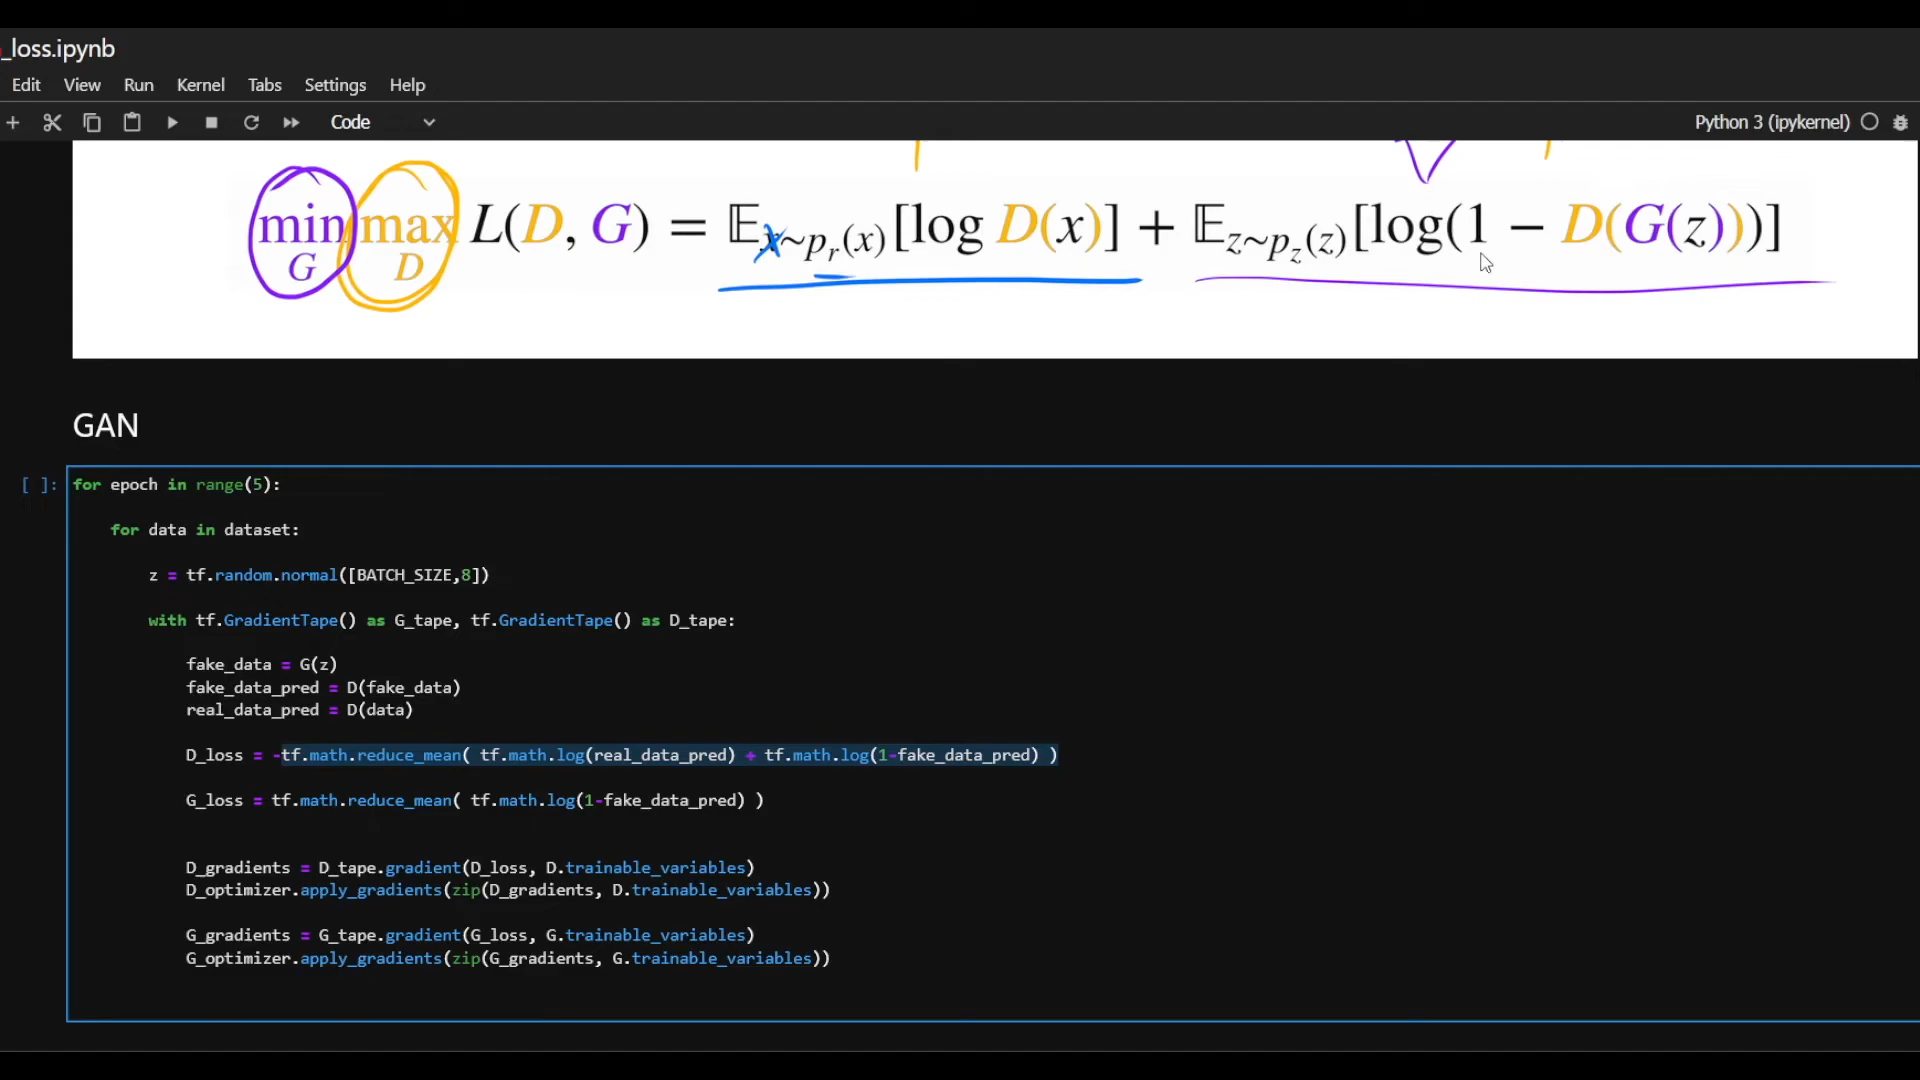 _loss.ipynb
Edit View Run Kernel Tabs Settings Help
Code Python 3 (ipykernel)
min max L(D, G) = 𝔼x~pr(x)[log D(x)] + 𝔼z~pz(z)[log(1 − D(G(z)))]
G D
GAN
[ ]: for epoch in range(5):
for data in dataset:
z = tf.random.normal([BATCH_SIZE,8])
with tf.GradientTape() as G_tape, tf.GradientTape() as D_tape:
fake_data = G(z)
fake_data_pred = D(fake_data)
real_data_pred = D(data)
D_loss = -tf.math.reduce_mean( tf.math.log(real_data_pred) + tf.math.log(1-fake_data_pred) )
G_loss = tf.math.reduce_mean( tf.math.log(1-fake_data_pred) )
D_gradients = D_tape.gradient(D_loss, D.trainable_variables)
D_optimizer.apply_gradients(zip(D_gradients, D.trainable_variables))
G_gradients = G_tape.gradient(G_loss, G.trainable_variables)
G_optimizer.apply_gradients(zip(G_gradients, G.trainable_variables))